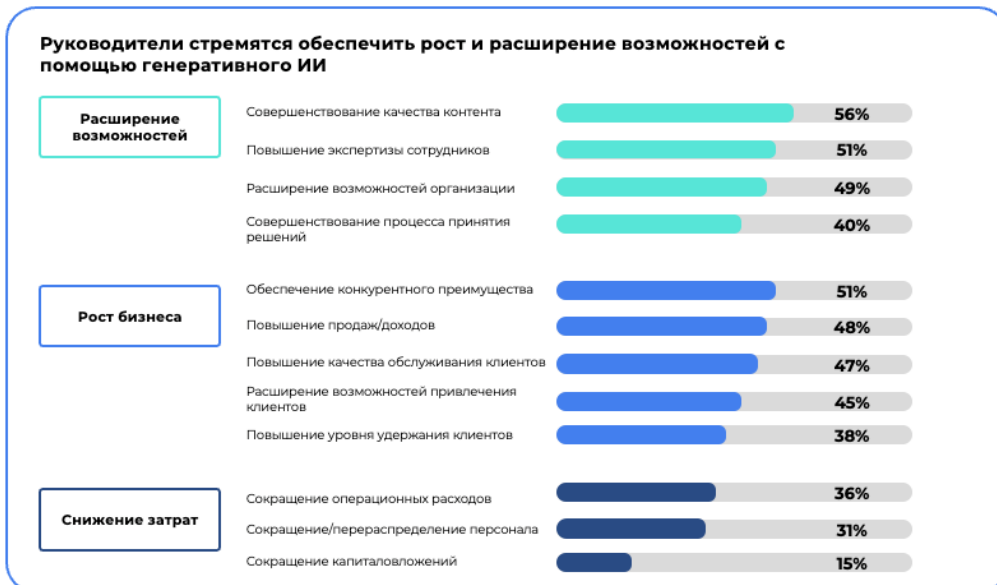 Руководители стремятся обеспечить рост и расширение возможностей с
помощью генеративного ИИ
Расширение
возможностей
Совершенствование качества контента
56%
Повышение экспертизы сотрудников
51%
Расширение возможностей организации
49%
Совершенствование процесса принятия
решений
40%
Рост бизнеса
Обеспечение конкурентного преимущества
51%
Повышение продаж/доходов
48%
Повышение качества обслуживания клиентов
47%
Расширение возможностей привлечения
клиентов
45%
Повышение уровня удержания клиентов
38%
Снижение затрат
Сокращение операционных расходов
36%
Сокращение/перераспределение персонала
31%
Сокращение капиталовложений
15%